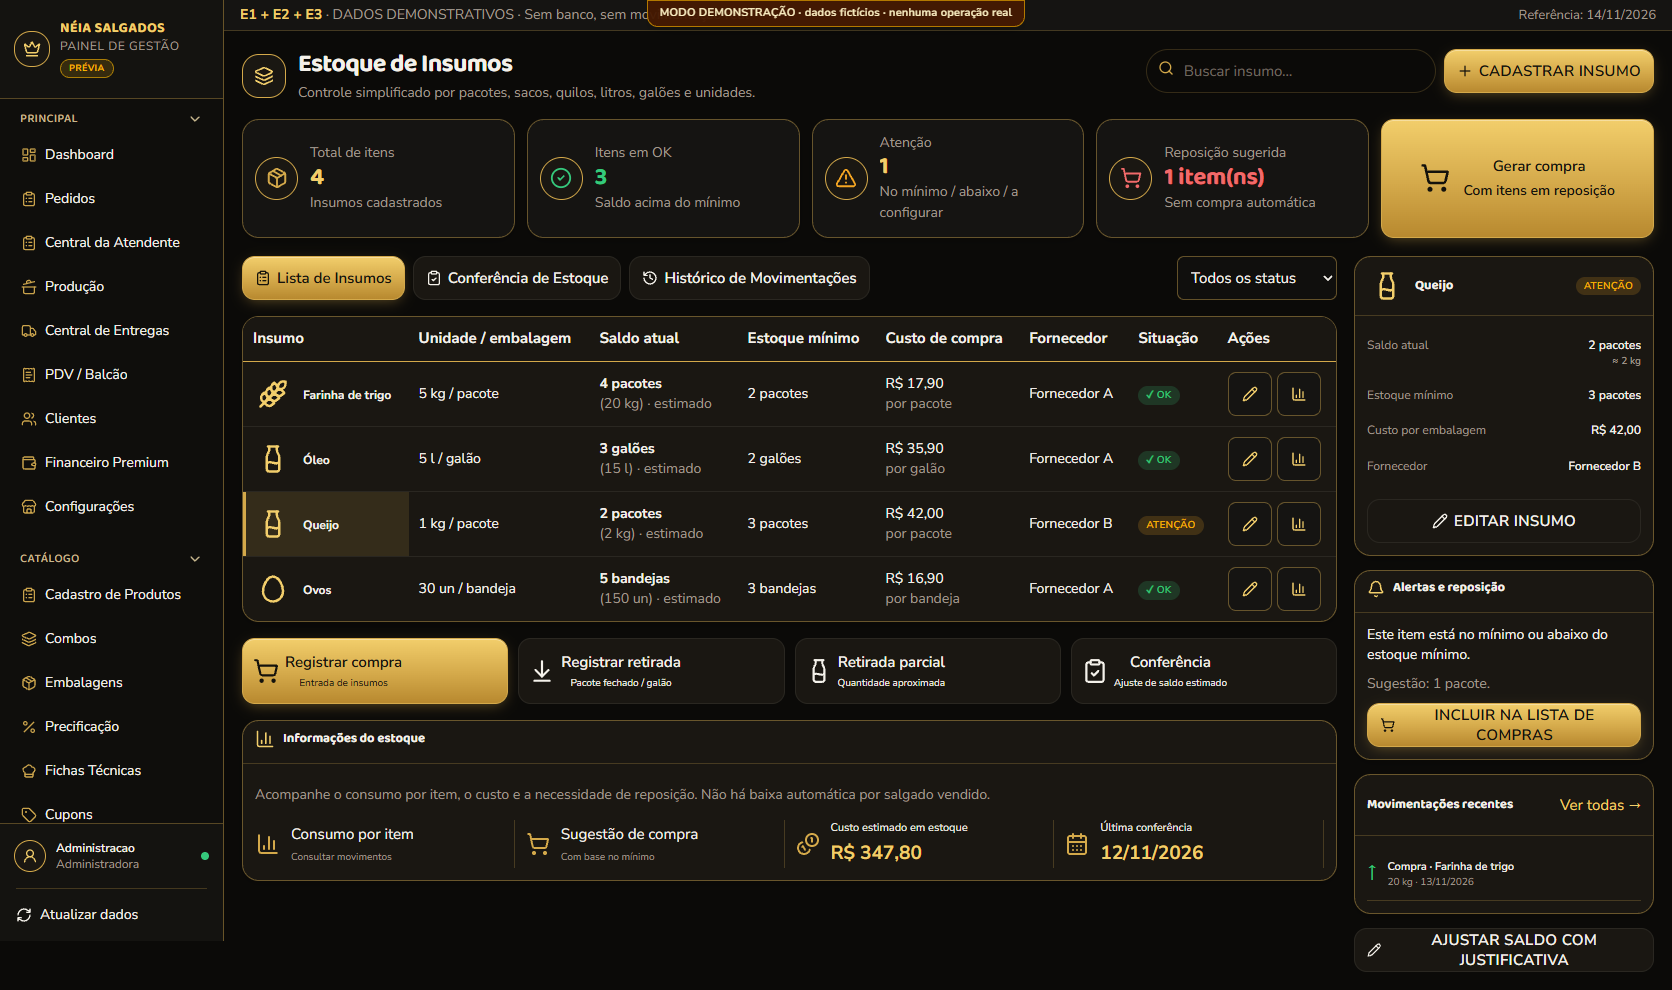 NÉIA SALGADOS
PAINEL DE GESTÃO
PRÉVIA
PRINCIPAL
Dashboard
Pedidos
Central da Atendente
Produção
Central de Entregas
PDV / Balcão
Clientes
Financeiro Premium
Configurações
CATÁLOGO
Cadastro de Produtos
Combos
Embalagens
Precificação
Fichas Técnicas
Cupons
Administracao
Administradora
Atualizar dados
E1 + E2 + E3 · DADOS DEMONSTRATIVOS · Sem banco, sem mo
MODO DEMONSTRAÇÃO · dados fictícios · nenhuma operação real
Referência: 14/11/2026
Estoque de Insumos
Controle simplificado por pacotes, sacos, quilos, litros, galões e unidades.
Buscar insumo...
+ CADASTRAR INSUMO
Total de itens
4
Insumos cadastrados
Itens em OK
3
Saldo acima do mínimo
Atenção
1
No mínimo / abaixo / a
configurar
Reposição sugerida
1 item(ns)
Sem compra automática
Gerar compra
Com itens em reposição
Lista de Insumos
Conferência de Estoque
Histórico de Movimentações
Todos os status
Insumo Unidade / embalagem Saldo atual Estoque mínimo Custo de compra Fornecedor Situação Ações
Farinha de trigo 5 kg / pacote 4 pacotes (20 kg) · estimado 2 pacotes R$ 17,90 por pacote Fornecedor A ✓ OK
Óleo 5 l / galão 3 galões (15 l) · estimado 2 galões R$ 35,90 por galão Fornecedor A ✓ OK
Queijo 1 kg / pacote 2 pacotes (2 kg) · estimado 3 pacotes R$ 42,00 por pacote Fornecedor B ATENÇÃO
Ovos 30 un / bandeja 5 bandejas (150 un) · estimado 3 bandejas R$ 16,90 por bandeja Fornecedor A ✓ OK
Registrar compra
Entrada de insumos
Registrar retirada
Pacote fechado / galão
Retirada parcial
Quantidade aproximada
Conferência
Ajuste de saldo estimado
Informações do estoque
Acompanhe o consumo por item, o custo e a necessidade de reposição. Não há baixa automática por salgado vendido.
Consumo por item
Consultar movimentos
Sugestão de compra
Com base no mínimo
Custo estimado em estoque
R$ 347,80
Última conferência
12/11/2026
Queijo
ATENÇÃO
Saldo atual 2 pacotes
≈ 2 kg
Estoque mínimo 3 pacotes
Custo por embalagem R$ 42,00
Fornecedor Fornecedor B
EDITAR INSUMO
Alertas e reposição
Este item está no mínimo ou abaixo do
estoque mínimo.
Sugestão: 1 pacote.
INCLUIR NA LISTA DE
COMPRAS
Movimentações recentes
Ver todas →
↑ Compra · Farinha de trigo
20 kg · 13/11/2026
AJUSTAR SALDO COM
JUSTIFICATIVA